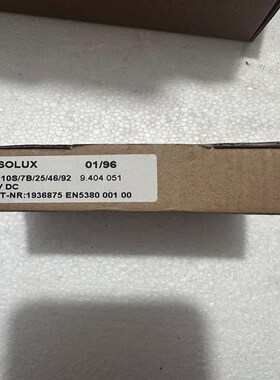 SOLUX 01/96
10S/7B/25/46/92 9.404 051
V DC
T-NR:1936875 EN5380 001 00